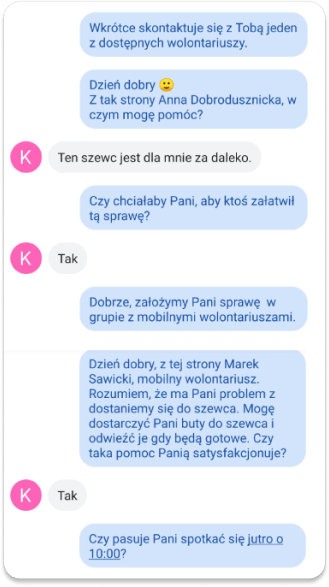 Wkrótce skontaktuje się z Tobą jeden
z dostępnych wolontariuszy.
Dzień dobry 🙂
Z tak strony Anna Dobrodusznicka, w
czym mogę pomóc?
K
Ten szewc jest dla mnie za daleko.
Czy chciałaby Pani, aby ktoś załatwił
tą sprawę?
K
Tak
Dobrze, założymy Pani sprawę w
grupie z mobilnymi wolontariuszami.
Dzień dobry, z tej strony Marek
Sawicki, mobilny wolontariusz.
Rozumiem, że ma Pani problem z
dostaniem się do szewca. Mogę
dostarczyć Pani buty do szewca i
odwieźć je gdy będą gotowe. Czy
taka pomoc Panią satysfakcjonuje?
K
Tak
Czy pasuje Pani spotkać się jutro o
10:00?